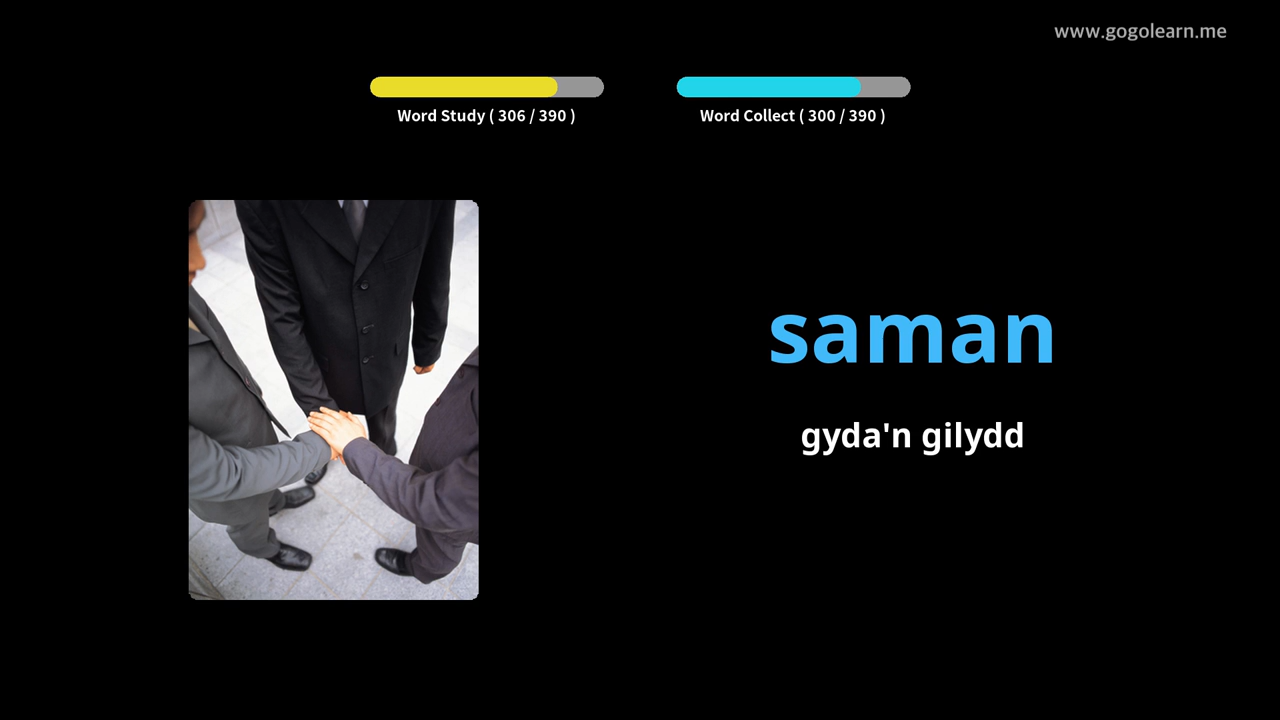 www.gogolearn.me
Word Study ( 306 / 390 )
Word Collect ( 300 / 390 )
saman
gyda'n gilydd